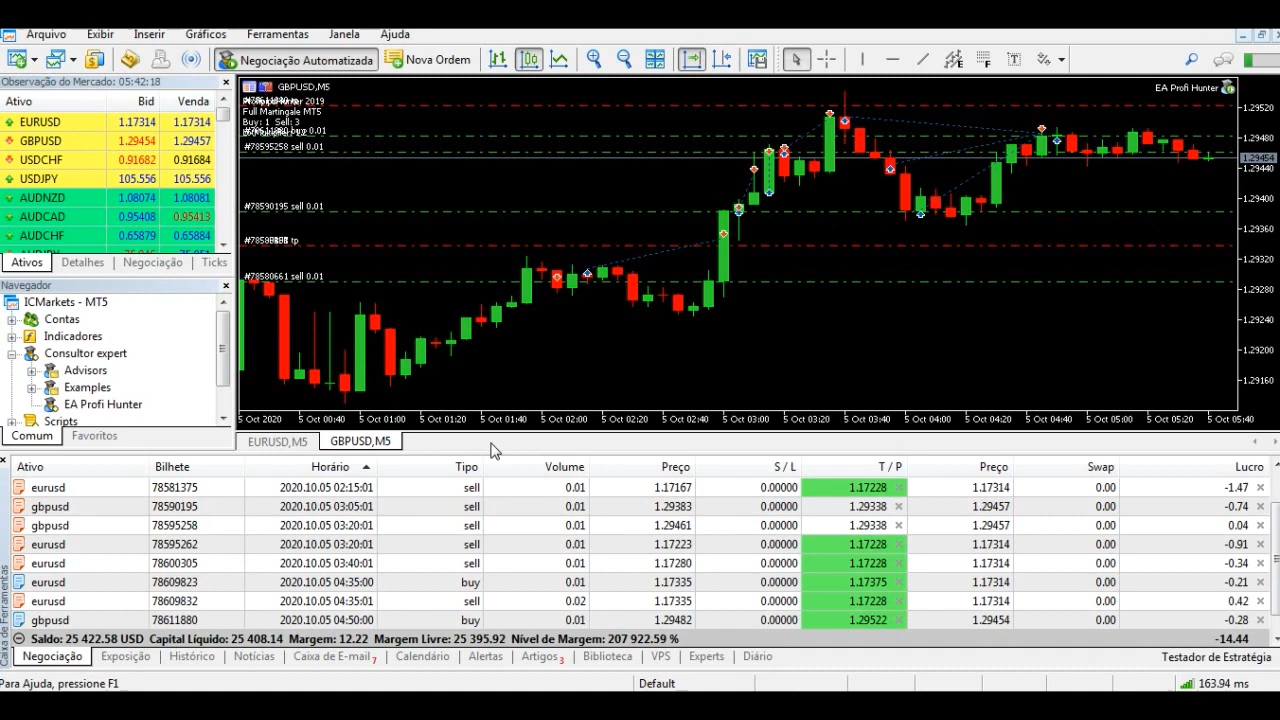 Arquivo Exibir Inserir Gráficos Ferramentas Janela Ajuda
Negociação Automatizada Nova Ordem
Observação do Mercado: 05:42:18
Ativo Bid Venda
EURUSD 1.17314 1.17314
GBPUSD 1.29454 1.29457
USDCHF 0.91682 0.91684
USDJPY 105.556 105.556
AUDNZD 1.08074 1.08081
AUDCAD 0.95408 0.95413
AUDCHF 0.65879 0.65884
Ativos Detalhes Negociação Ticks
Navegador
ICMarkets - MT5
Contas
Indicadores
Consultor expert
Advisors
Examples
EA Profi Hunter
Scripts
Comum Favoritos
GBPUSD,M5
EA Profi Hunter
Full Martingale MT5
Buy: 1 Sell: 3
#78595258 sell 0.01
#78590195 sell 0.01
#78580661 sell 0.01
1.29520
1.29480
1.29454
1.29440
1.29400
1.29360
1.29320
1.29280
1.29240
1.29200
1.29160
5 Oct 2020 5 Oct 00:40 5 Oct 01:00 5 Oct 01:20 5 Oct 01:40 5 Oct 02:00 5 Oct 02:20 5 Oct 02:40 5 Oct 03:00 5 Oct 03:20 5 Oct 03:40 5 Oct 04:00 5 Oct 04:20 5 Oct 04:40 5 Oct 05:00 5 Oct 05:20 5 Oct 05:40
EURUSD,M5 GBPUSD,M5
Ativo Bilhete Horário Tipo Volume Preço S / L T / P Preço Swap Lucro
eurusd 78581375 2020.10.05 02:15:01 sell 0.01 1.17167 0.00000 1.17228 1.17314 0.00 -1.47
gbpusd 78590195 2020.10.05 03:05:01 sell 0.01 1.29383 0.00000 1.29338 1.29457 0.00 -0.74
gbpusd 78595258 2020.10.05 03:20:01 sell 0.01 1.29461 0.00000 1.29338 1.29457 0.00 0.04
eurusd 78595262 2020.10.05 03:20:01 sell 0.01 1.17223 0.00000 1.17228 1.17314 0.00 -0.91
eurusd 78600305 2020.10.05 03:40:01 sell 0.01 1.17280 0.00000 1.17228 1.17314 0.00 -0.34
eurusd 78609823 2020.10.05 04:35:00 buy 0.01 1.17335 0.00000 1.17375 1.17314 0.00 -0.21
eurusd 78609832 2020.10.05 04:35:01 sell 0.02 1.17335 0.00000 1.17228 1.17314 0.00 0.42
gbpusd 78611880 2020.10.05 04:50:00 buy 0.01 1.29482 0.00000 1.29522 1.29454 0.00 -0.28
Saldo: 25 422.58 USD Capital Líquido: 25 408.14 Margem: 12.22 Margem Livre: 25 395.92 Nível de Margem: 207 922.59 % -14.44
Negociação Exposição Histórico Notícias Caixa de E-mail 7 Calendário Alertas Artigos 3 Biblioteca VPS Experts Diário Testador de Estratégia
Caixa de Ferramentas
Para Ajuda, pressione F1 Default 163.94 ms